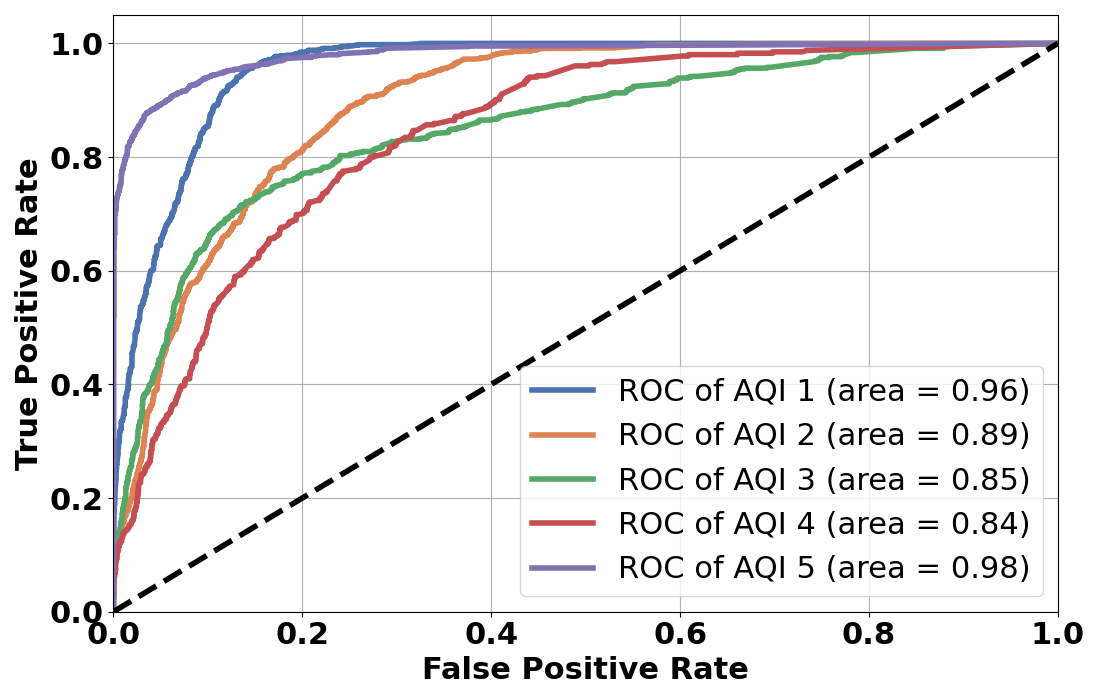 True Positive Rate
1.0
0.8
0.6
0.4
0.2
0.0
0.0 0.2 0.4 0.6 0.8 1.0
False Positive Rate
ROC of AQI 1 (area = 0.96)
ROC of AQI 2 (area = 0.89)
ROC of AQI 3 (area = 0.85)
ROC of AQI 4 (area = 0.84)
ROC of AQI 5 (area = 0.98)